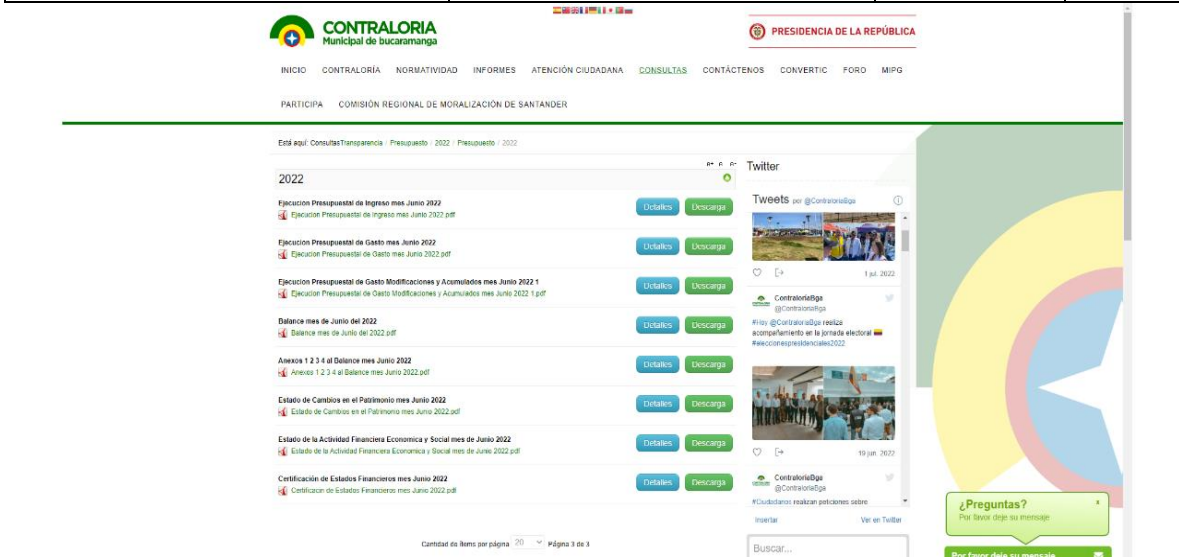 CONTRALORIA
Municipal de bucaramanga
PRESIDENCIA DE LA REPÚBLICA
INICIO CONTRALORÍA NORMATIVIDAD INFORMES ATENCIÓN CIUDADANA CONSULTAS CONTÁCTENOS CONVERTIC FORO MIPG
PARTICIPA COMISIÓN REGIONAL DE MORALIZACIÓN DE SANTANDER
Está aquí: ConsultasTransparencia / Presupuesto / 2022 / Presupuesto / 2022
2022
Ejecucion Presupuestal de Ingreso mes Junio 2022
Ejecucion Presupuestal de Ingreso mes Junio 2022.pdf
Detalles Descarga
Ejecucion Presupuestal de Gasto mes Junio 2022
Ejecucion Presupuestal de Gasto mes Junio 2022.pdf
Detalles Descarga
Ejecucion Presupuestal de Gasto Modificaciones y Acumulados mes Junio 2022 1
Ejecucion Presupuestal de Gasto Modificaciones y Acumulados mes Junio 2022 1.pdf
Detalles Descarga
Balance mes de Junio del 2022
Balance mes de Junio del 2022.pdf
Detalles Descarga
Anexos 1 2 3 4 al Balance mes Junio 2022
Anexos 1 2 3 4 al Balance mes Junio 2022.pdf
Detalles Descarga
Estado de Cambios en el Patrimonio mes Junio 2022
Estado de Cambios en el Patrimonio mes Junio 2022.pdf
Detalles Descarga
Estado de la Actividad Financiera Economica y Social mes de Junio 2022
Estado de la Actividad Financiera Economica y Social mes de Junio 2022.pdf
Detalles Descarga
Certificación de Estados Financieros mes Junio 2022
Certificacon de Estados Financieros mes Junio 2022.pdf
Detalles Descarga
Cantidad de Ítems por página 20 Página 3 de 3
Twitter
Tweets por @ContraloriaBga
1 jul. 2022
ContraloriaBga
@ContraloriaBga
#Hoy @ContraloriaBga realiza
acompañamiento en la jornada electoral
#eleccionespresidenciales2022
19 jun. 2022
ContraloriaBga
@ContraloriaBga
#Ciudadanos realizan peticiones sobre
Insertar Ver en Twitter
Buscar...
¿Preguntas? x
Por favor deje su mensaje
Por favor deje su mensaje